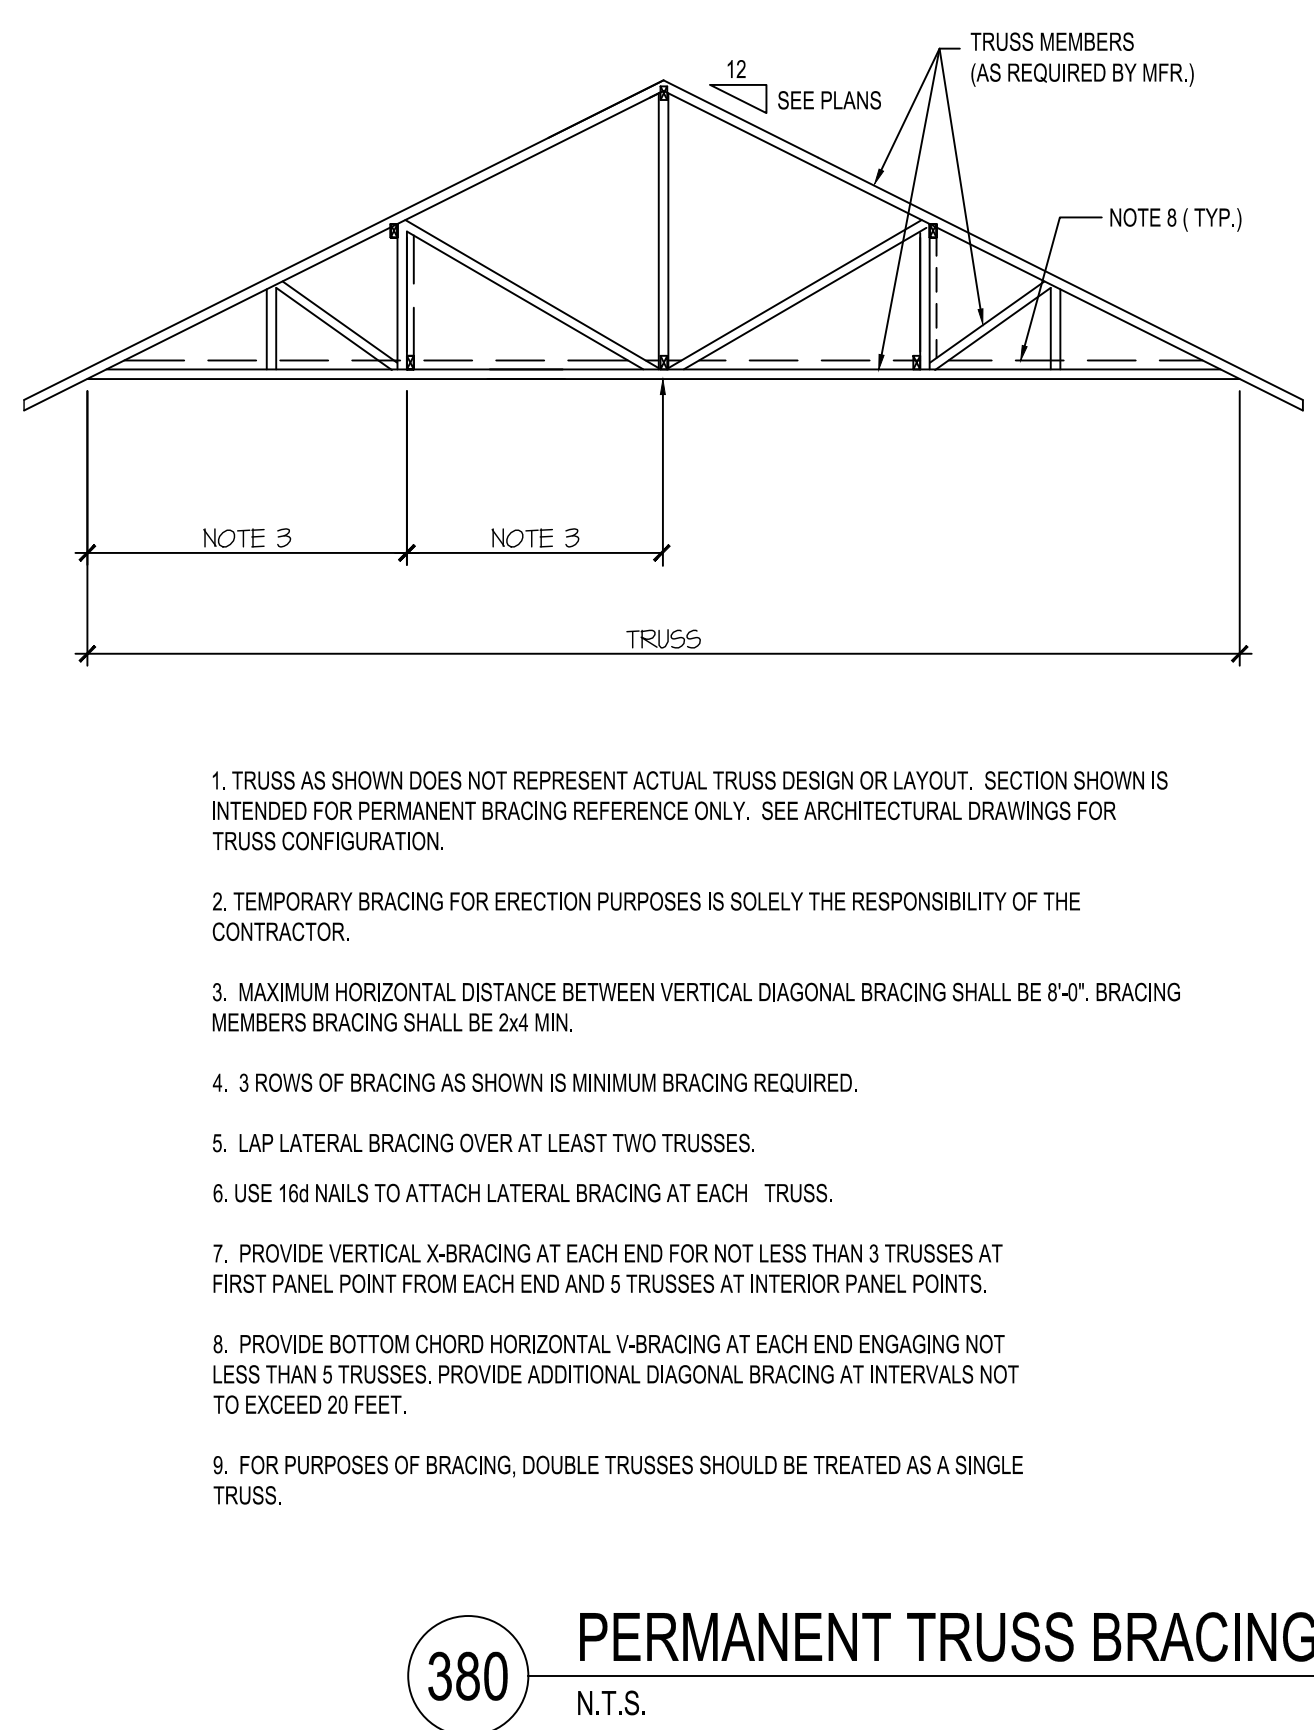 TRUSS MEMBERS
(AS REQUIRED BY MFR.)
12
SEE PLANS
NOTE 8 ( TYP.)
NOTE 3
NOTE 3
TRUSS
1. TRUSS AS SHOWN DOES NOT REPRESENT ACTUAL TRUSS DESIGN OR LAYOUT. SECTION SHOWN IS
INTENDED FOR PERMANENT BRACING REFERENCE ONLY. SEE ARCHITECTURAL DRAWINGS FOR
TRUSS CONFIGURATION.
2. TEMPORARY BRACING FOR ERECTION PURPOSES IS SOLELY THE RESPONSIBILITY OF THE
CONTRACTOR.
3. MAXIMUM HORIZONTAL DISTANCE BETWEEN VERTICAL DIAGONAL BRACING SHALL BE 8'-0". BRACING
MEMBERS BRACING SHALL BE 2x4 MIN.
4. 3 ROWS OF BRACING AS SHOWN IS MINIMUM BRACING REQUIRED.
5. LAP LATERAL BRACING OVER AT LEAST TWO TRUSSES.
6. USE 16d NAILS TO ATTACH LATERAL BRACING AT EACH TRUSS.
7. PROVIDE VERTICAL X-BRACING AT EACH END FOR NOT LESS THAN 3 TRUSSES AT
FIRST PANEL POINT FROM EACH END AND 5 TRUSSES AT INTERIOR PANEL POINTS.
8. PROVIDE BOTTOM CHORD HORIZONTAL V-BRACING AT EACH END ENGAGING NOT
LESS THAN 5 TRUSSES. PROVIDE ADDITIONAL DIAGONAL BRACING AT INTERVALS NOT
TO EXCEED 20 FEET.
9. FOR PURPOSES OF BRACING, DOUBLE TRUSSES SHOULD BE TREATED AS A SINGLE
TRUSS.
380
PERMANENT TRUSS BRACING
N.T.S.